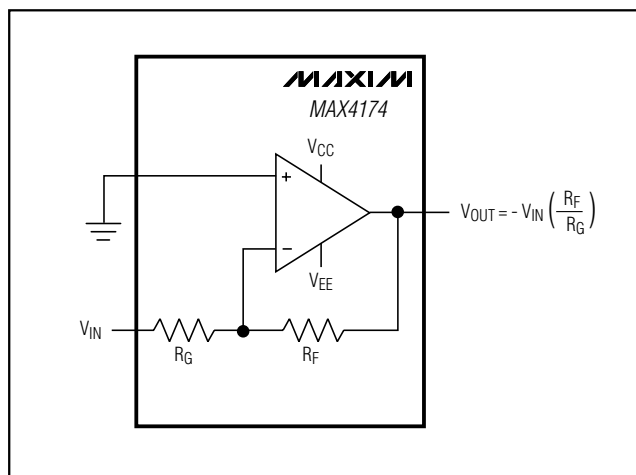 MAXIM
MAX4174
VCC
+
VOUT = - VIN (RF/RG)
−
VEE
VIN
RG
RF